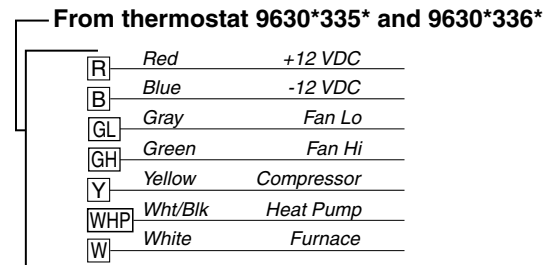 From thermostat 9630*335* and 9630*336*
R Red +12 VDC
B Blue -12 VDC
GL Gray Fan Lo
GH Green Fan Hi
Y Yellow Compressor
WHP Wht/Blk Heat Pump
W White Furnace